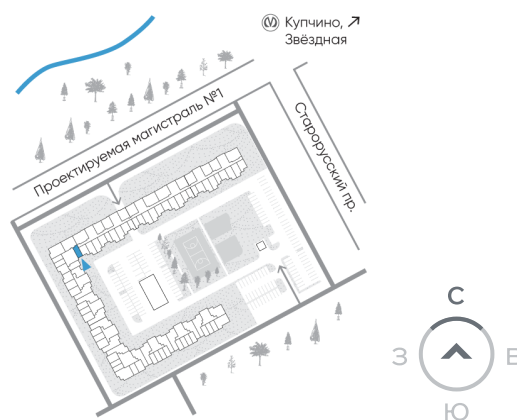 Купчино,
Звёздная
Проектируемая магистраль №1
Старорусский пр.
С
З
В
Ю